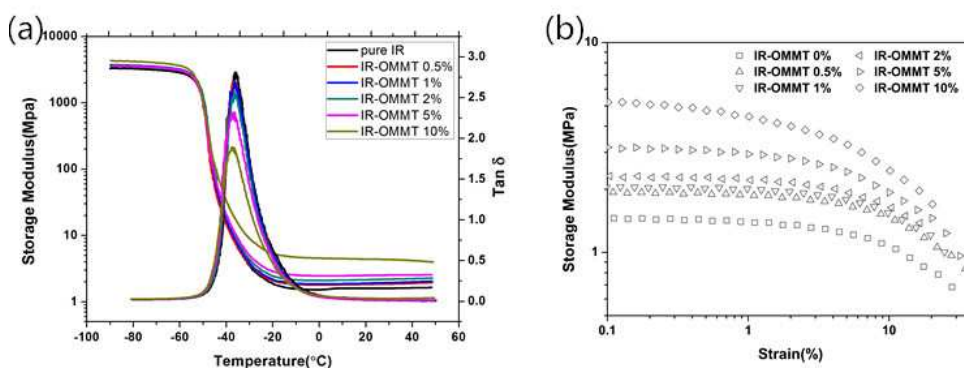 (a)
10000
1000
100
10
1
Storage Modulus(Mpa)
3.0
2.5
2.0
1.5
1.0
0.5
0.0
Tan δ
pure IR
IR-OMMT 0.5%
IR-OMMT 1%
IR-OMMT 2%
IR-OMMT 5%
IR-OMMT 10%
-100 -80 -60 -40 -20 0 20 40 60
Temperature(°C)
(b)
10
1
Storage Modulus(MPa)
IR-OMMT 0% IR-OMMT 2%
IR-OMMT 0.5% IR-OMMT 5%
IR-OMMT 1% IR-OMMT 10%
0.1 1 10
Strain(%)